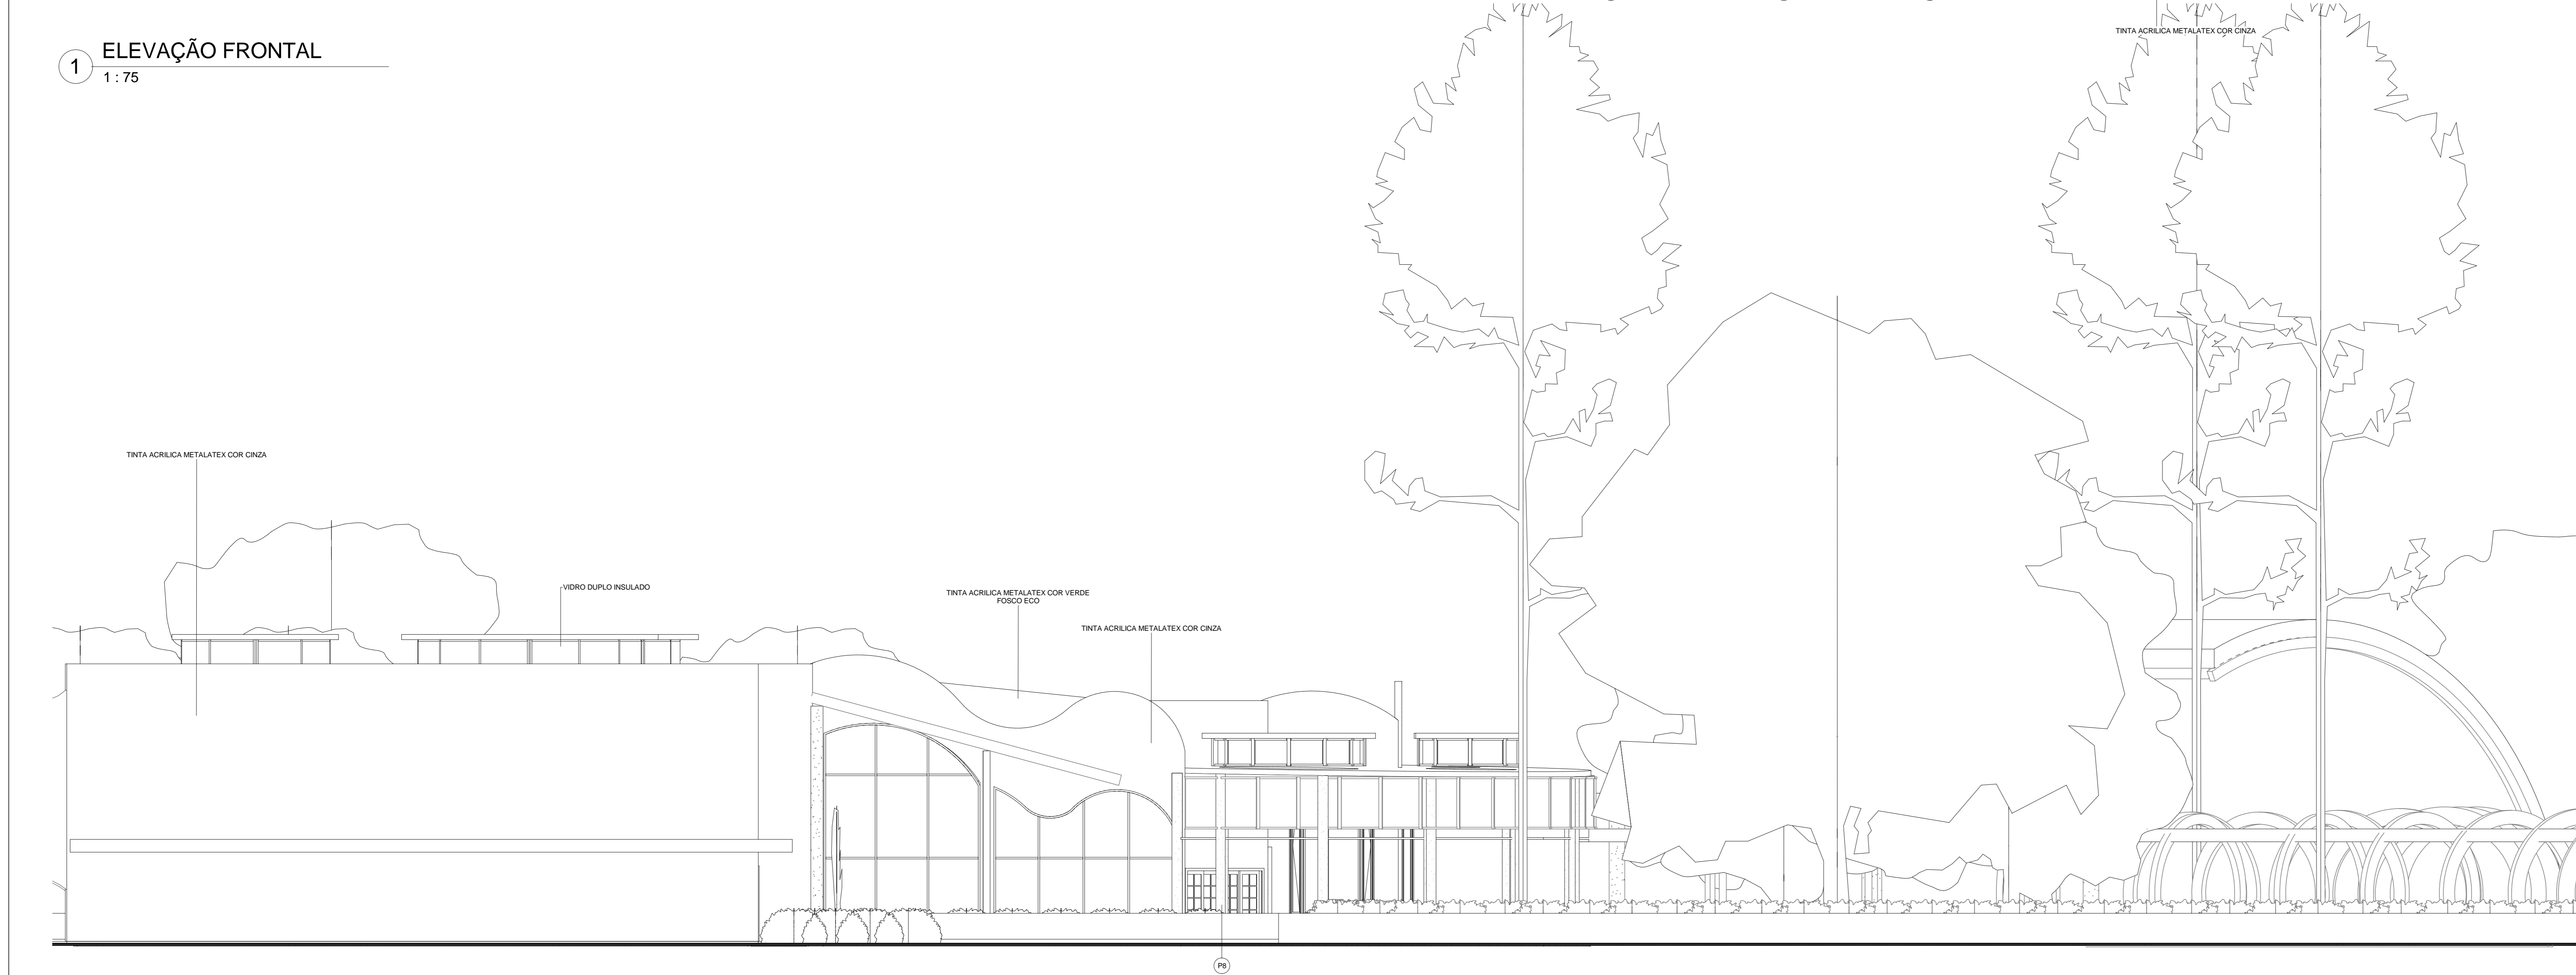 1
ELEVAÇÃO FRONTAL
1 : 75
TINTA ACRILICA METALATEX COR CINZA
TINTA ACRILICA METALATEX COR CINZA
VIDRO DUPLO INSULADO
TINTA ACRILICA METALATEX COR VERDE
FOSCO ECO
TINTA ACRILICA METALATEX COR CINZA
P8